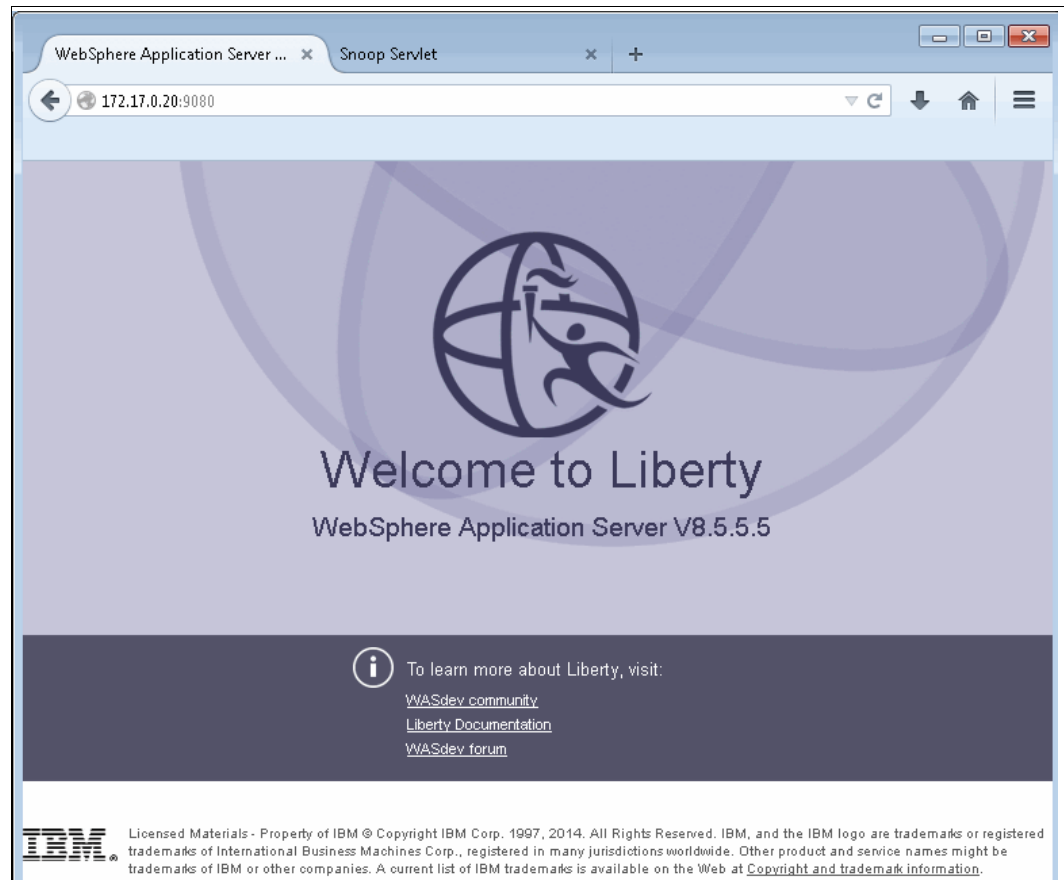 WebSphere Application Server ...
Snoop Servlet
172.17.0.20:9080
Welcome to Liberty
WebSphere Application Server V8.5.5.5
To learn more about Liberty, visit:
WASdev community
Liberty Documentation
WASdev forum
IBM
Licensed Materials - Property of IBM © Copyright IBM Corp. 1997, 2014. All Rights Reserved. IBM, and the IBM logo are trademarks or registered
trademarks of International Business Machines Corp., registered in many jurisdictions worldwide. Other product and service names might be
trademarks of IBM or other companies. A current list of IBM trademarks is available on the Web at Copyright and trademark information.